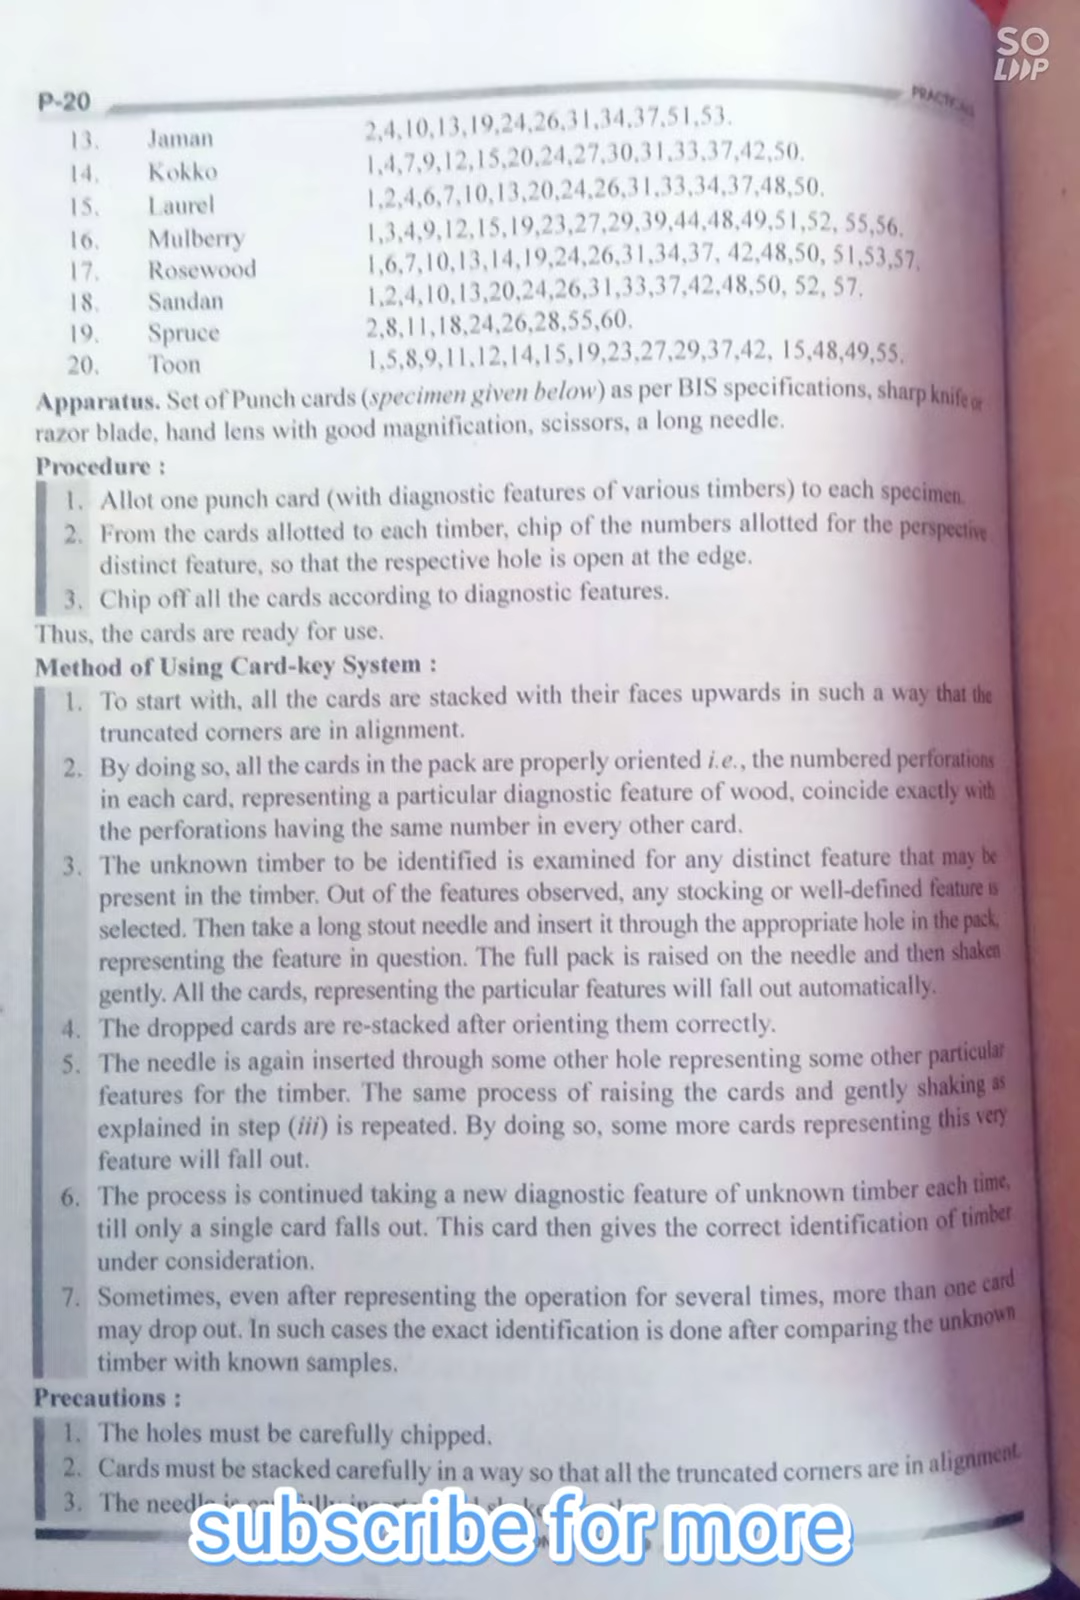 SO
LOOP
P-20
PRACTICALS
13. Jaman 2,4,10,13,19,24,26,31,34,37,51,53.
14. Kokko 1,4,7,9,12,15,20,24,27,30,31,33,37,42,50.
15. Laurel 1,2,4,6,7,10,13,20,24,26,31,33,34,37,48,50.
16. Mulberry 1,3,4,9,12,15,19,23,27,29,39,44,48,49,51,52, 55,56.
17. Rosewood 1,6,7,10,13,14,19,24,26,31,34,37, 42,48,50, 51,53,57.
18. Sandan 1,2,4,10,13,20,24,26,31,33,37,42,48,50, 52, 57.
19. Spruce 2,8,11,18,24,26,28,55,60.
20. Toon 1,5,8,9,11,12,14,15,19,23,27,29,37,42, 15,48,49,55.
Apparatus. Set of Punch cards (specimen given below) as per BIS specifications, sharp knife or
razor blade, hand lens with good magnification, scissors, a long needle.
Procedure :
1. Allot one punch card (with diagnostic features of various timbers) to each specimen.
2. From the cards allotted to each timber, chip of the numbers allotted for the perspective
distinct feature, so that the respective hole is open at the edge.
3. Chip off all the cards according to diagnostic features.
Thus, the cards are ready for use.
Method of Using Card-key System :
1. To start with, all the cards are stacked with their faces upwards in such a way that the
truncated corners are in alignment.
2. By doing so, all the cards in the pack are properly oriented i.e., the numbered perforations
in each card, representing a particular diagnostic feature of wood, coincide exactly with
the perforations having the same number in every other card.
3. The unknown timber to be identified is examined for any distinct feature that may be
present in the timber. Out of the features observed, any stocking or well-defined feature is
selected. Then take a long stout needle and insert it through the appropriate hole in the pack,
representing the feature in question. The full pack is raised on the needle and then shaken
gently. All the cards, representing the particular features will fall out automatically.
4. The dropped cards are re-stacked after orienting them correctly.
5. The needle is again inserted through some other hole representing some other particular
features for the timber. The same process of raising the cards and gently shaking as
explained in step (iii) is repeated. By doing so, some more cards representing this very
feature will fall out.
6. The process is continued taking a new diagnostic feature of unknown timber each time,
till only a single card falls out. This card then gives the correct identification of timber
under consideration.
7. Sometimes, even after representing the operation for several times, more than one card
may drop out. In such cases the exact identification is done after comparing the unknown
timber with known samples.
Precautions :
1. The holes must be carefully chipped.
2. Cards must be stacked carefully in a way so that all the truncated corners are in alignment.
3. The needle is
subscribe for more